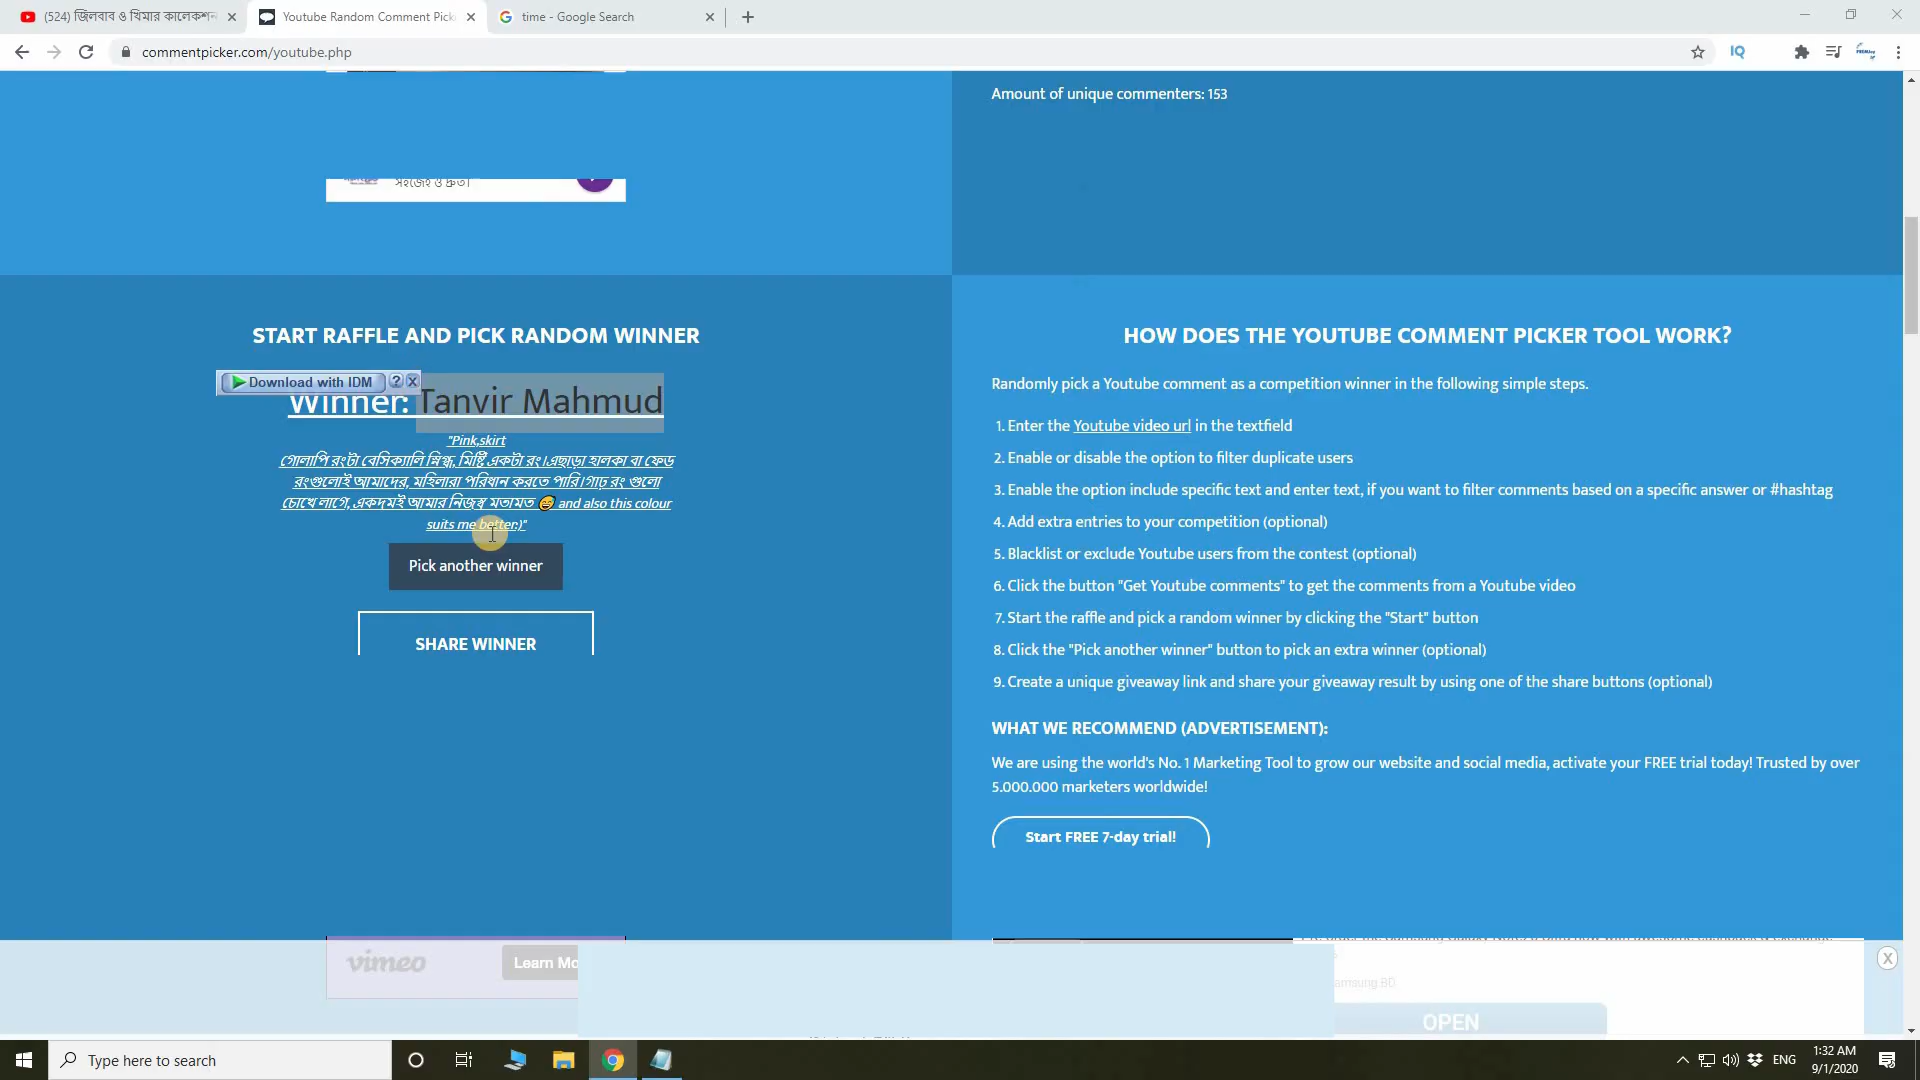 (524) জিলবাব ও খিমার কালেকশন
Youtube Random Comment Pick
time - Google Search
commentpicker.com/youtube.php
Amount of unique commenters: 153
সহজেই ও দ্রুত।
START RAFFLE AND PICK RANDOM WINNER
Download with IDM
Winner: Tanvir Mahmud
"Pink,skirt
গোলাপি রংটা বেসিক্যালি স্নিগ্ধ, মিষ্টি একটা রং।এছাড়া হালকা বা ফেড
রংগুলোই আমাদের, মহিলারা পরিধান করতে পারি।গাঢ় রং গুলো
চোখে লাগে, একদমই আমার নিজস্ব মতামত 😅 and also this colour
suits me better:)"
Pick another winner
SHARE WINNER
HOW DOES THE YOUTUBE COMMENT PICKER TOOL WORK?
Randomly pick a Youtube comment as a competition winner in the following simple steps.
1. Enter the Youtube video url in the textfield
2. Enable or disable the option to filter duplicate users
3. Enable the option include specific text and enter text, if you want to filter comments based on a specific answer or #hashtag
4. Add extra entries to your competition (optional)
5. Blacklist or exclude Youtube users from the contest (optional)
6. Click the button "Get Youtube comments" to get the comments from a Youtube video
7. Start the raffle and pick a random winner by clicking the "Start" button
8. Click the "Pick another winner" button to pick an extra winner (optional)
9. Create a unique giveaway link and share your giveaway result by using one of the share buttons (optional)
WHAT WE RECOMMEND (ADVERTISEMENT):
We are using the world's No. 1 Marketing Tool to grow our website and social media, activate your FREE trial today! Trusted by over
5.000.000 marketers worldwide!
Start FREE 7-day trial!
vimeo
Learn Mo
amsung.BD
OPEN
Type here to search
ENG
1:32 AM
9/1/2020